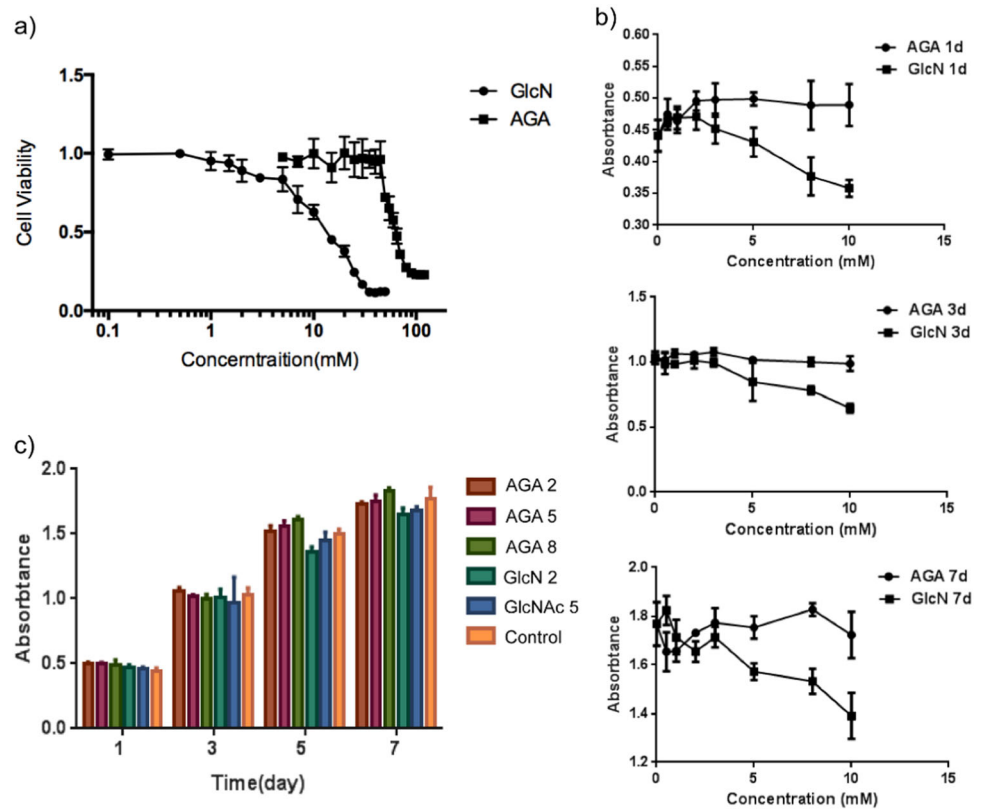 a)
1.5
1.0
0.5
0.0
Cell Viability
0.1 1 10 100
Concerntraition(mM)
GlcN
AGA
b)
0.60
0.55
0.50
0.45
0.40
0.35
0.30
Absorbtance
0 5 10 15
Concentration (mM)
AGA 1d
GlcN 1d
1.5
1.0
0.5
0.0
Absorbtance
0 5 10 15
Concentration (mM)
AGA 3d
GlcN 3d
2.0
1.8
1.6
1.4
1.2
Absorbtance
0 5 10 15
Concentration (mM)
AGA 7d
GlcN 7d
c)
2.0
1.5
1.0
0.5
0.0
Absorbtance
1 3 5 7
Time(day)
AGA 2
AGA 5
AGA 8
GlcN 2
GlcNAc 5
Control